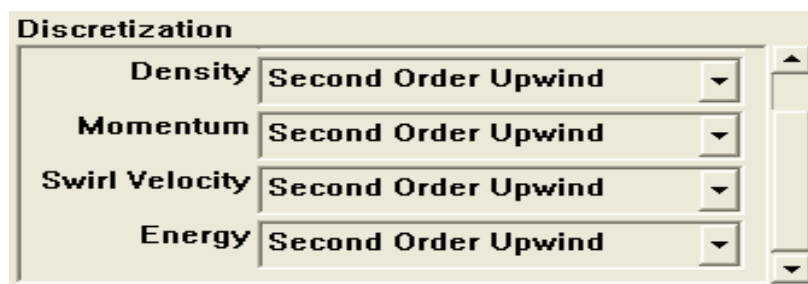 Discretization
Density Second Order Upwind
Momentum Second Order Upwind
Swirl Velocity Second Order Upwind
Energy Second Order Upwind